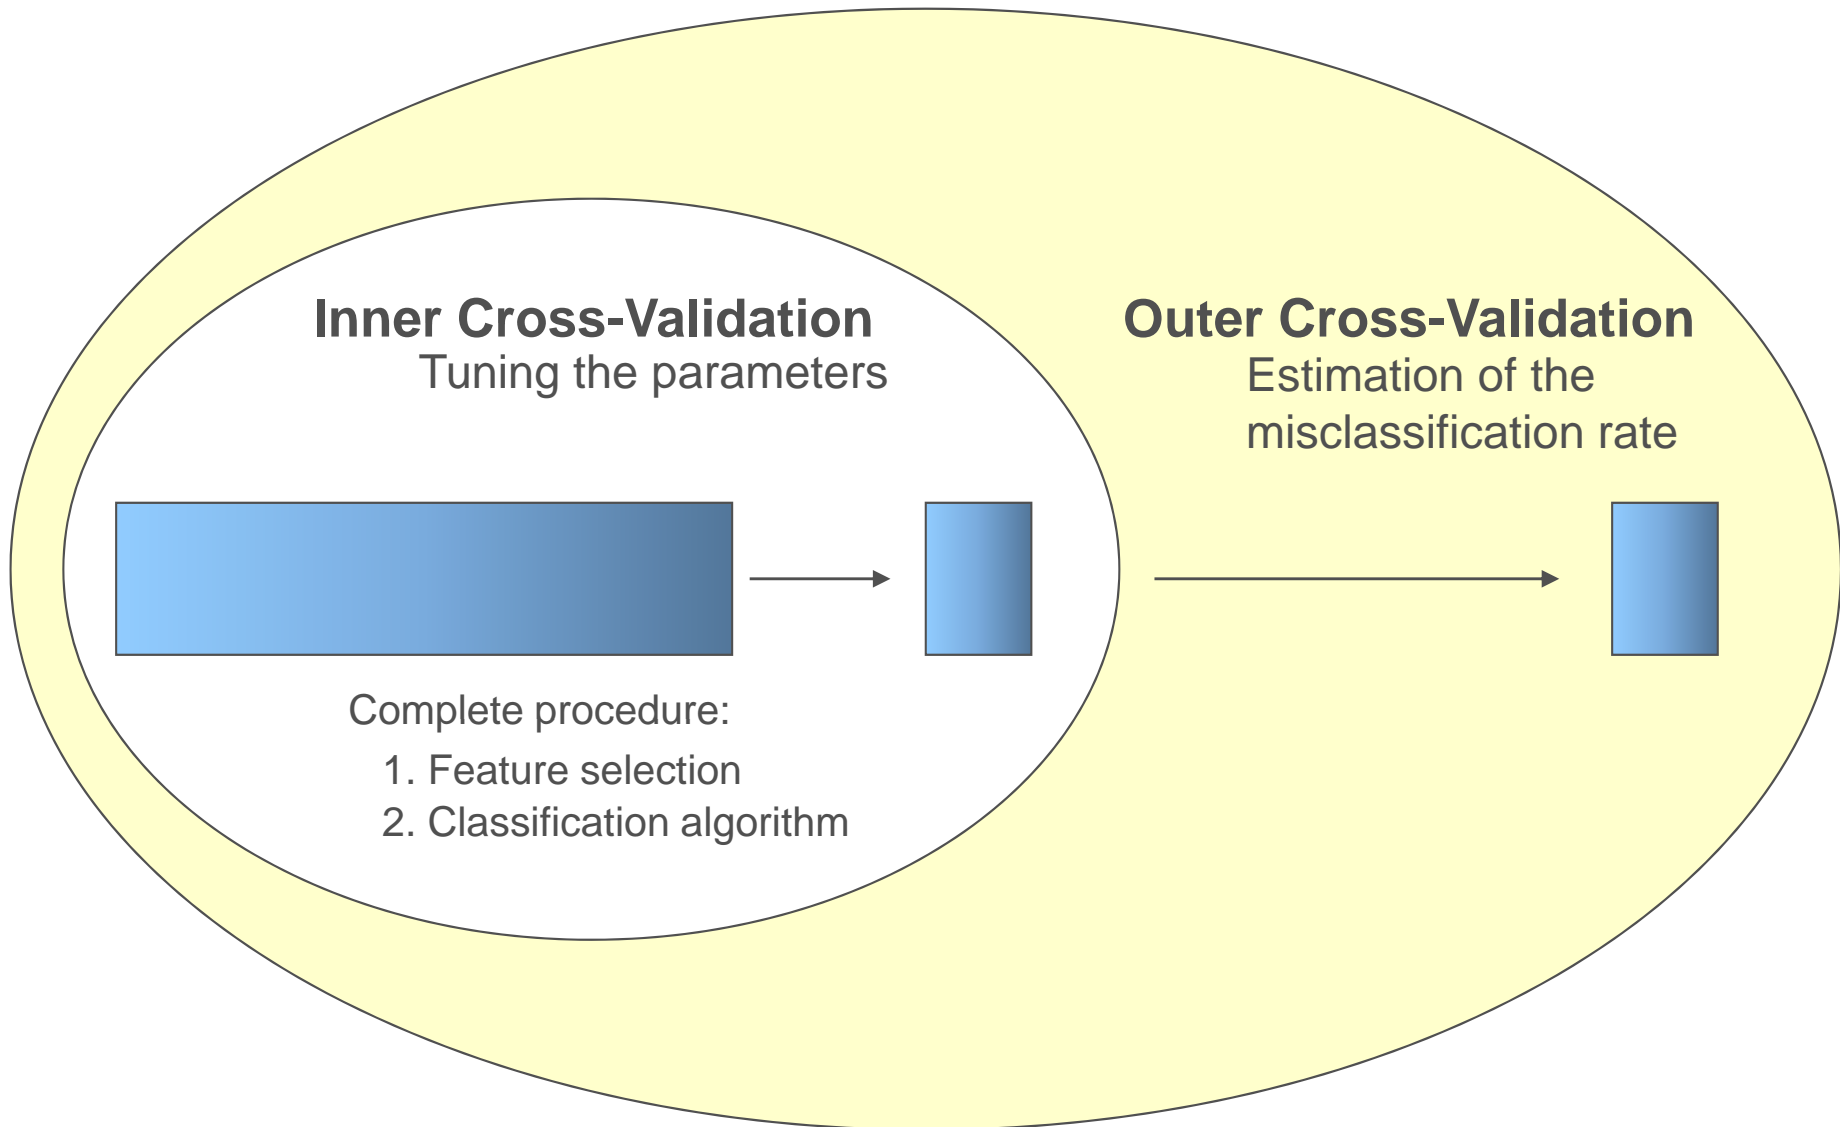 Inner Cross-Validation
Tuning the parameters
Outer Cross-Validation
Estimation of the
misclassification rate
Complete procedure:
1. Feature selection
2. Classification algorithm